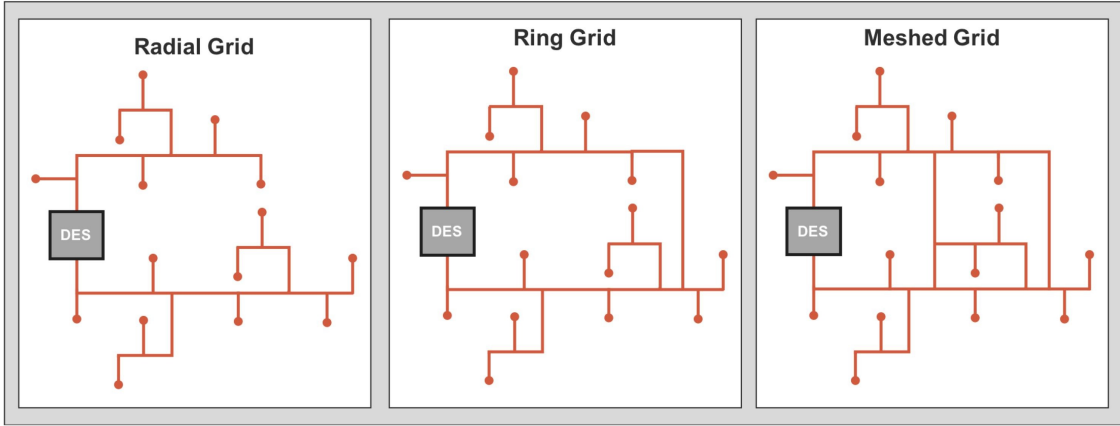 Radial Grid
DES
Ring Grid
DES
Meshed Grid
DES